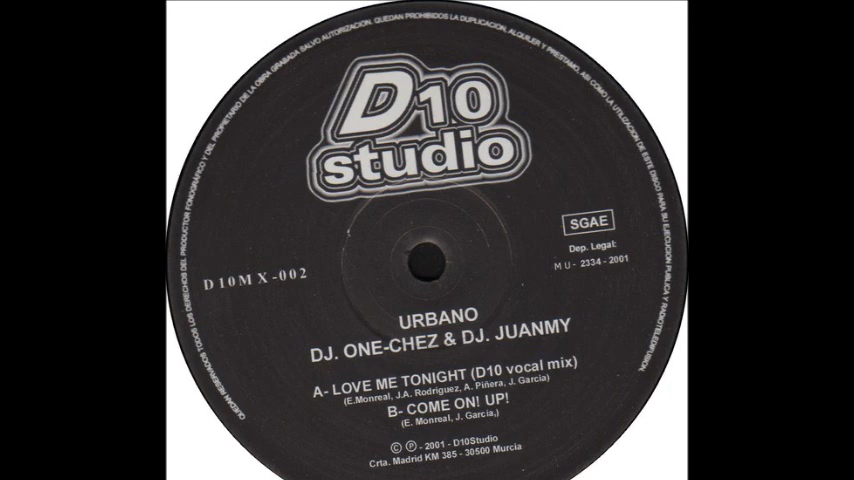 QUEDAN RESERVADOS TODOS LOS DERECHOS DEL PRODUCTOR FONOGRÁFICO Y DEL PROPIETARIO DE LA OBRA GRABADA SALVO AUTORIZACION, QUEDAN PROHIBIDOS LA DUPLICACION, ALQUILER Y PRESTAMO, ASI COMO LA UTILIZACION DE ESTE DISCO PARA SU EJECUCION PUBLICA Y RADIOTELEDIFUSION.
D10
studio
SGAE
Dep. Legal:
MU- 2334 - 2001
D10MX-002
URBANO
DJ. ONE-CHEZ & DJ. JUANMY
A- LOVE ME TONIGHT (D10 vocal mix)
(E.Monreal, J.A. Rodriguez, A. Piñera, J. Garcia)
B- COME ON! UP!
(E. Monreal, J. Garcia,)
© ℗ - 2001 - D10Studio
Crta. Madrid KM 385 - 30500 Murcia